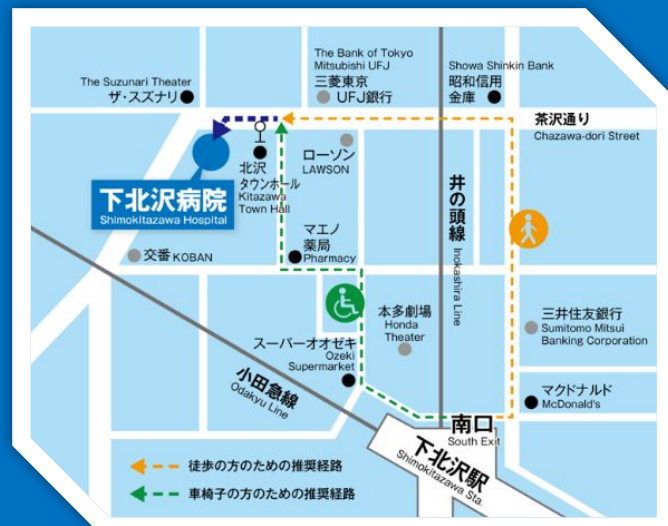 The Suzunari Theater
ザ・スズナリ
The Bank of Tokyo
Mitsubishi UFJ
三菱東京
UFJ銀行
Showa Shinkin Bank
昭和信用
金庫
茶沢通り
Chazawa-dori Street
北沢
タウンホール
Kitazawa
Town Hall
ローソン
LAWSON
下北沢病院
Shimokitazawa Hospital
井の頭線
Inokashira Line
交番 KOBAN
マエノ
薬局
Pharmacy
本多劇場
Honda
Theater
三井住友銀行
Sumitomo Mitsui
Banking Corporation
スーパーオオゼキ
Ozeki
Supermarket
小田急線
Odakyu Line
マクドナルド
McDonald's
南口
South Exit
下北沢駅
Shimokitazawa Sta.
徒歩の方のための推奨経路
車椅子の方のための推奨経路